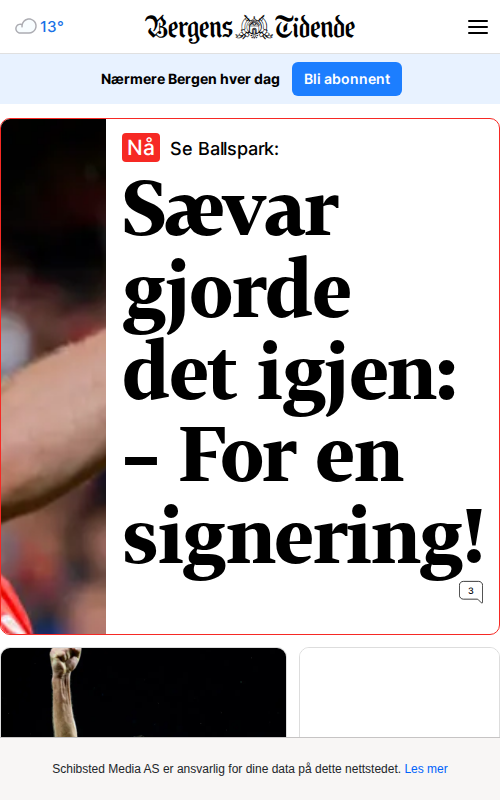 13°
Bergens Tidende
Nærmere Bergen hver dag
Bli abonnent
Nå
Se Ballspark:
Sævar
gjorde
det igjen:
– For en
signering!
3
Schibsted Media AS er ansvarlig for dine data på dette nettstedet. Les mer